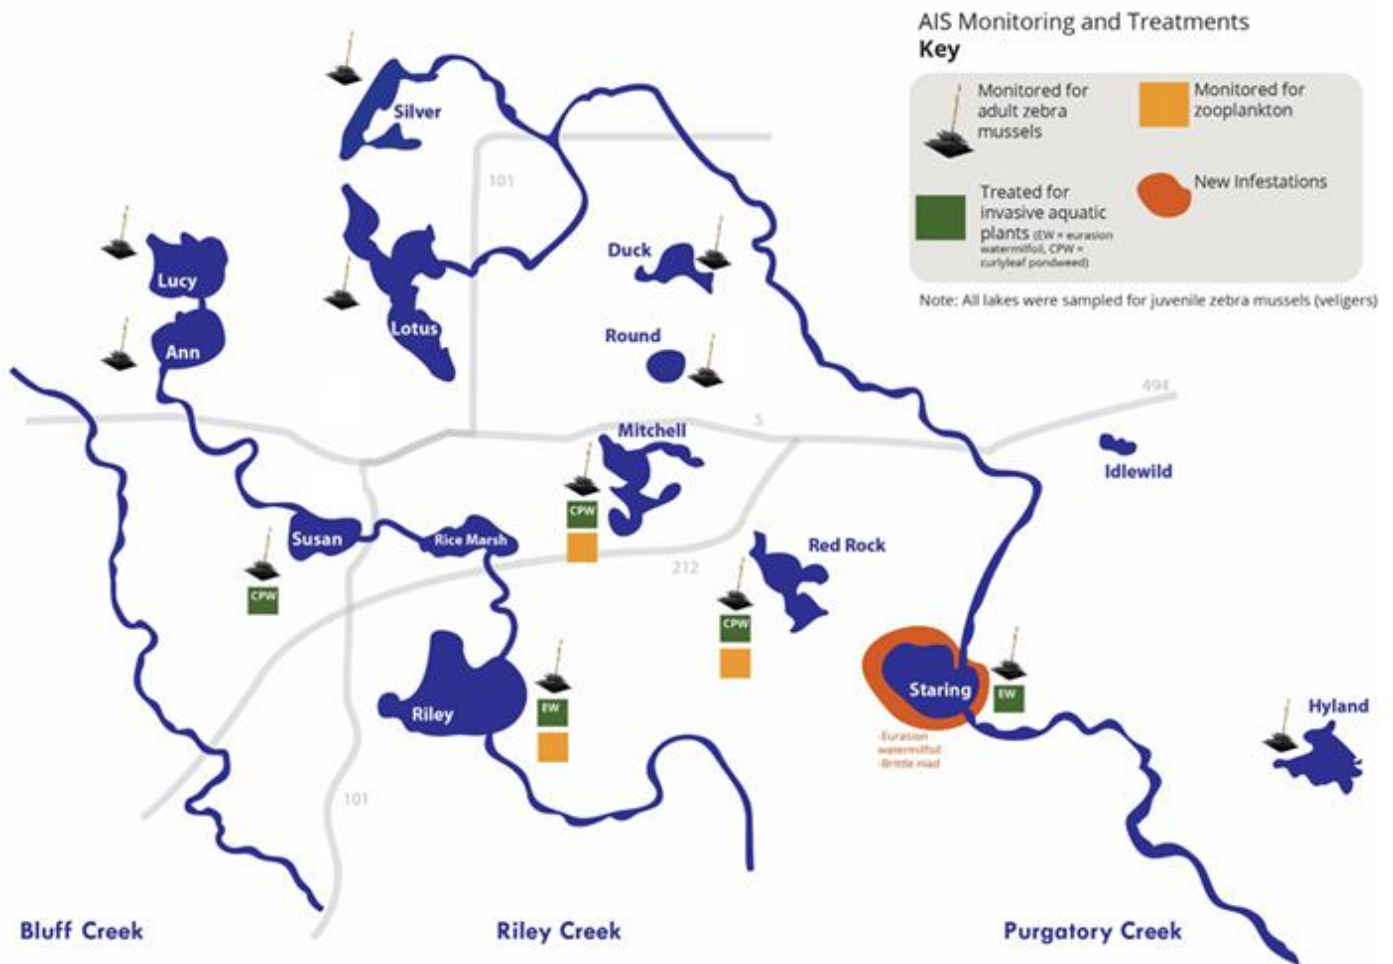 AIS Monitoring and Treatments
Key
Monitored for
adult zebra
mussels
Monitored for
zooplankton
Treated for
invasive aquatic
plants (EW = eurasion
watermilfoil, CPW =
curlyleaf pondweed)
New Infestations
Note: All lakes were sampled for juvenile zebra mussels (veligers)
Silver
101
Lucy
Duck
Lotus
Round
Ann
494
5
Mitchell
Idlewild
CPW
Susan
Rice Marsh
Red Rock
212
CPW
CPW
Staring
EW
Riley
EW
Hyland
-Eurasion
watermilfoil
-Brittle niad
101
Bluff Creek
Riley Creek
Purgatory Creek